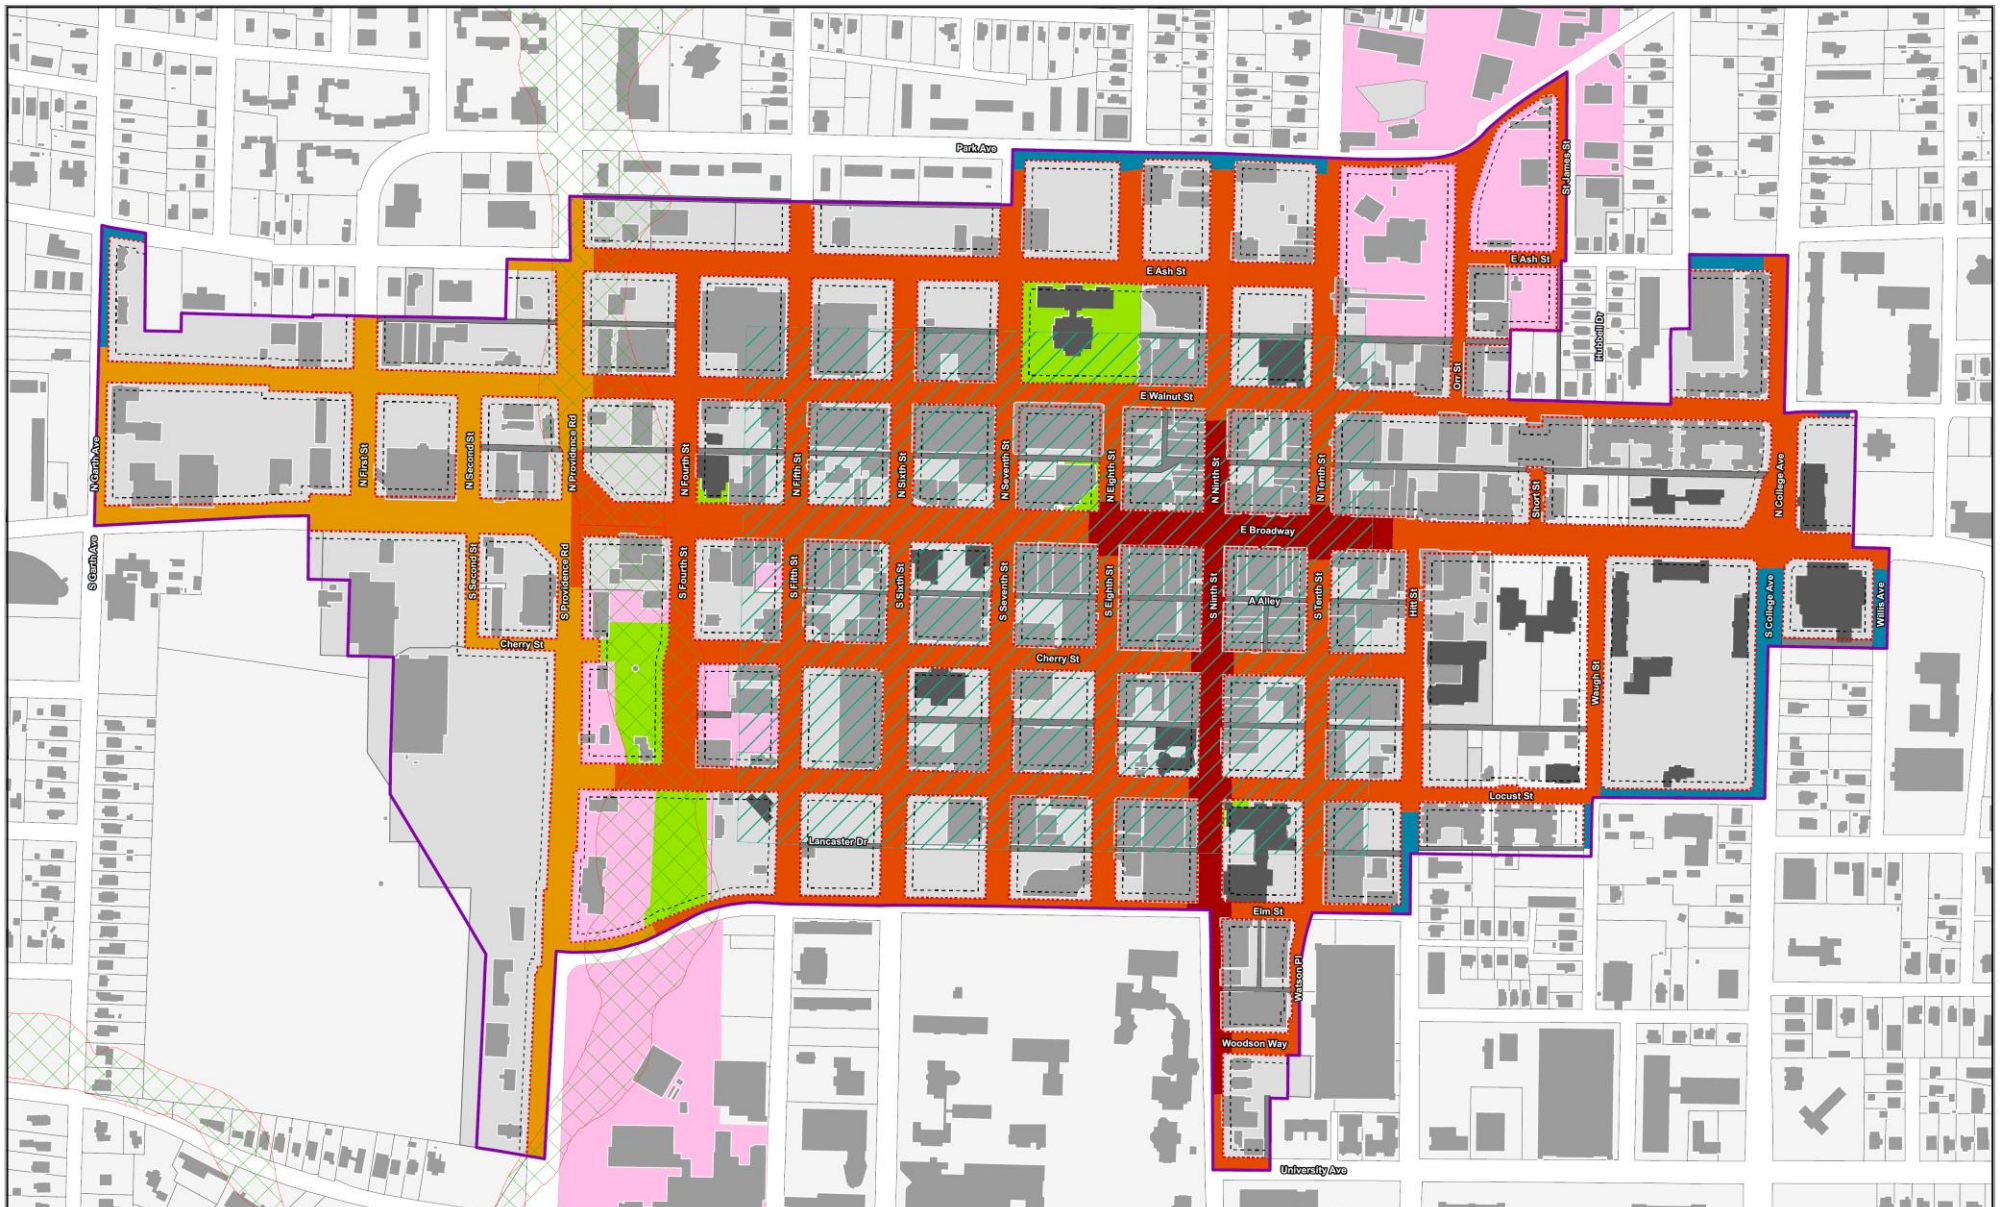 Park Ave
St James St
E Ash St
E Ash St
Hubbell Dr
Orr St
E Walnut St
N Garth Ave
N First St
N Second St
N Providence Rd
N Fourth St
N Fifth St
N Sixth St
N Seventh St
N Eighth St
N Ninth St
N Tenth St
Short St
N College Ave
E Broadway
S Garth Ave
S Second St
S Providence Rd
S Fourth St
S Fifth St
S Sixth St
S Seventh St
S Eighth St
S Ninth St
A Alley
S Tenth St
Hitt St
Waugh St
S College Ave
Willis Ave
Cherry St
Cherry St
Locust St
Lancaster Dr
Elm St
Watson Pl
Woodson Way
University Ave